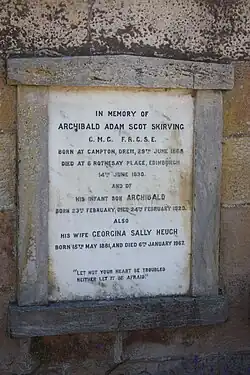 IN MEMORY OF
ARCHIBALD ADAM SCOT SKIRVING
C.M.G. F.R.C.S.E.
BORN AT CAMPTON, DREM, 29TH JUNE 1868
DIED AT 6 ROTHESAY PLACE, EDINBURGH
14TH JUNE 1930.
AND OF
HIS INFANT SON ARCHIBALD
BORN 23RD FEBRUARY, DIED 24TH FEBRUARY 1920.
ALSO
HIS WIFE GEORGINA SALLY HEUGH
BORN 15TH MAY 1881, AND DIED 6TH JANUARY 1967.
"LET NOT YOUR HEART BE TROUBLED
NEITHER LET IT BE AFRAID."